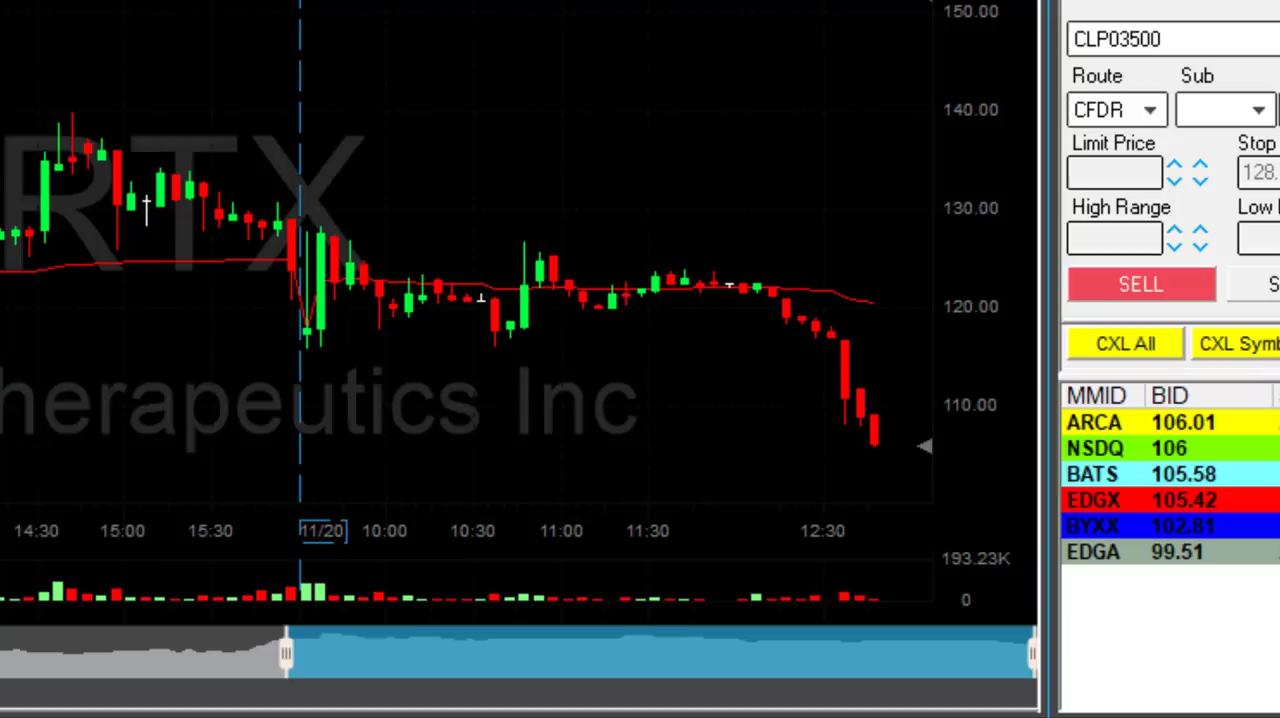 150.00
140.00
130.00
120.00
110.00
RTX
herapeutics Inc
14:30 15:00 15:30 11/20 10:00 10:30 11:00 11:30 12:30
193.23K
0
CLP03500
Route Sub
CFDR
Limit Price Stop
128.
High Range Low
SELL S
CXL All CXL Symb
MMID BID
ARCA 106.01
NSDQ 106
BATS 105.58
EDGX 105.42
BYXX 102.81
EDGA 99.51